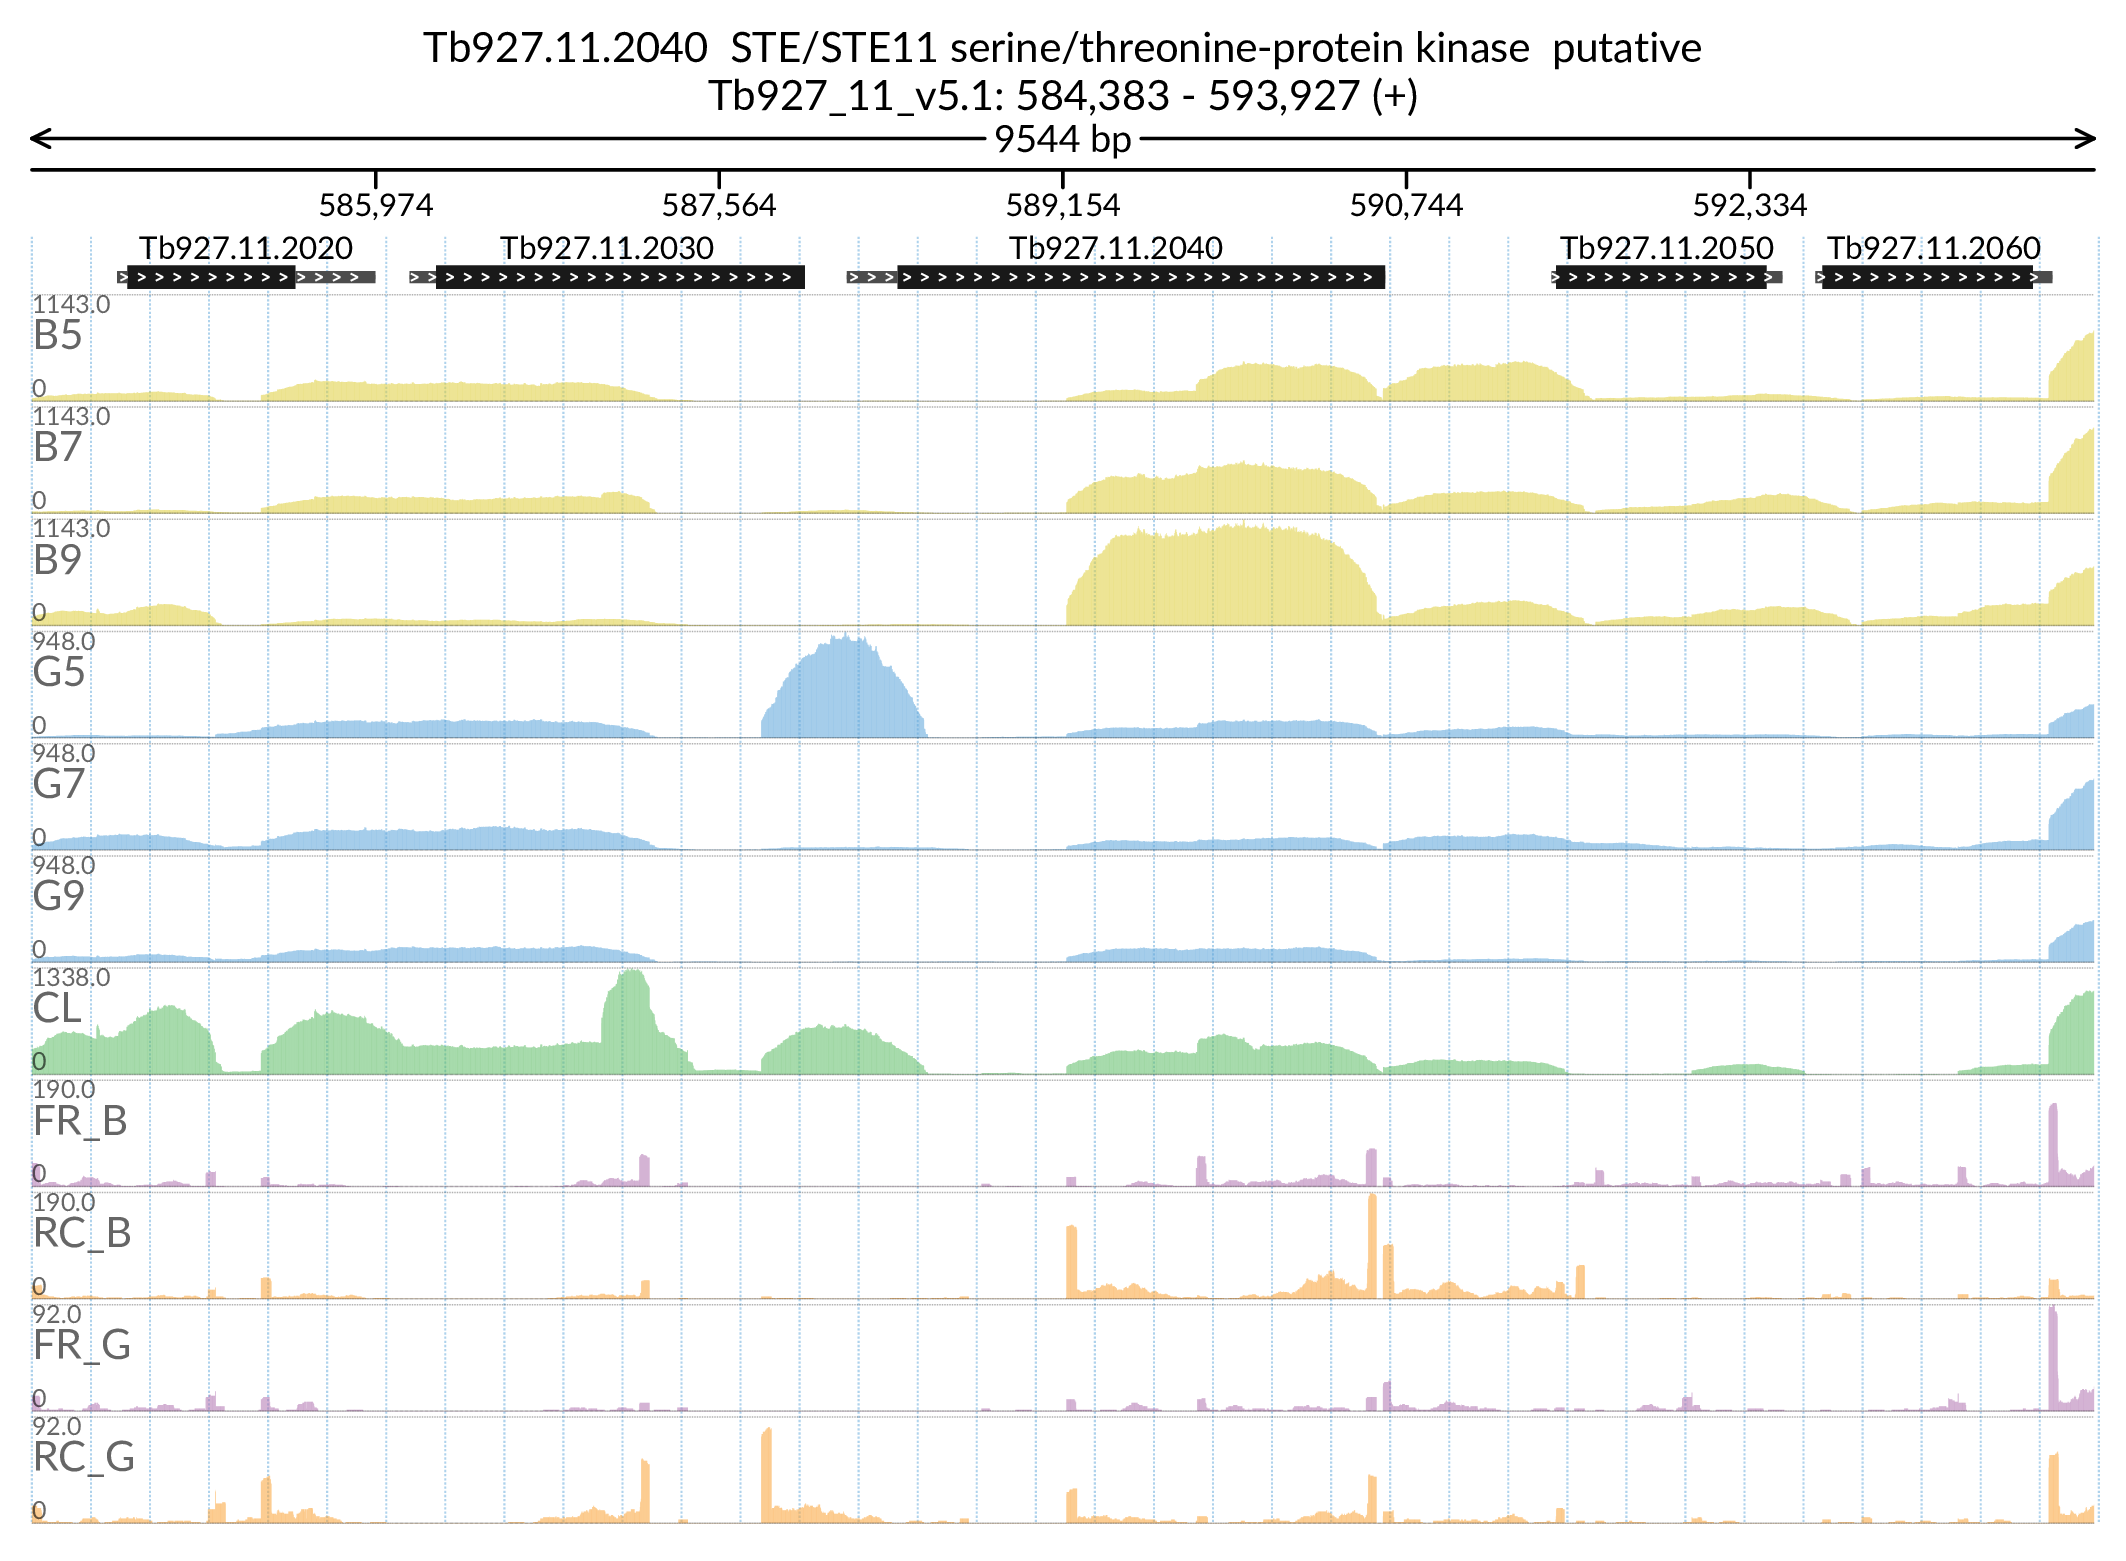 Tb927.11.2040 STE/STE11 serine/threonine-protein kinase putative
Tb927_11_v5.1: 584,383 - 593,927 (+)
9544 bp
585,974 587,564 589,154 590,744 592,334
Tb927.11.2020 Tb927.11.2030 Tb927.11.2040 Tb927.11.2050 Tb927.11.2060
1143.0
B5
0
1143.0
B7
0
1143.0
B9
0
948.0
G5
0
948.0
G7
0
948.0
G9
0
1338.0
CL
0
190.0
FR_B
0
190.0
RC_B
0
92.0
FR_G
0
92.0
RC_G
0